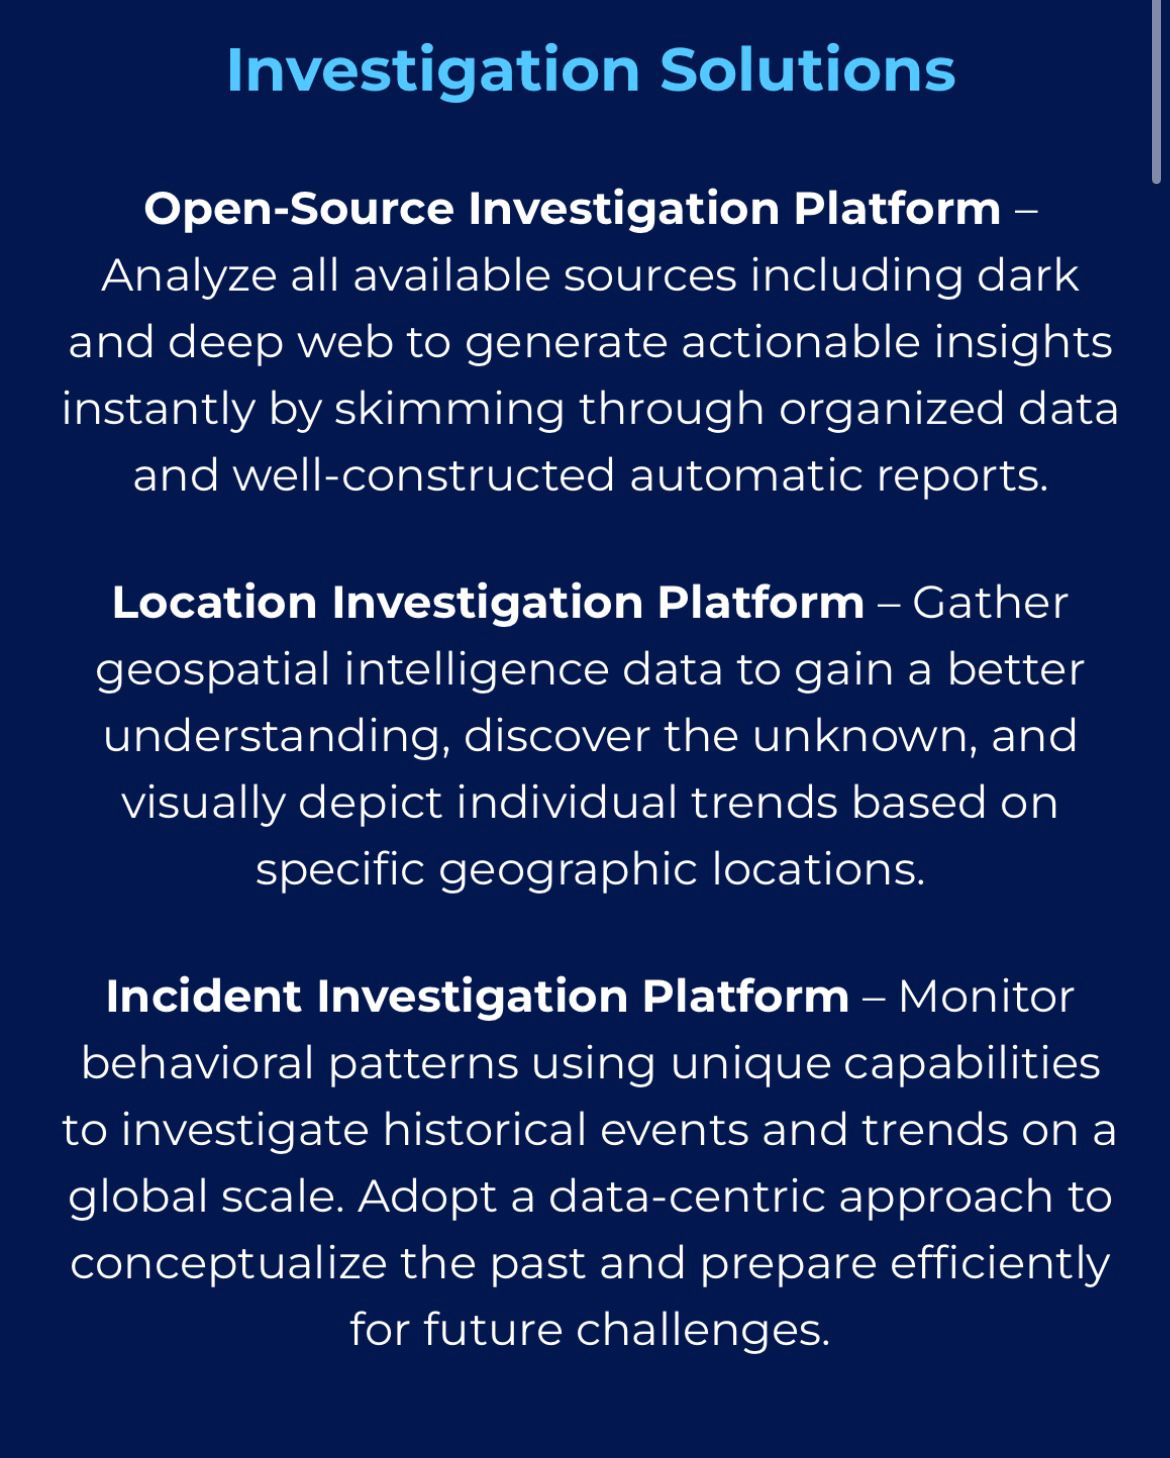 Investigation Solutions
Open-Source Investigation Platform –
Analyze all available sources including dark
and deep web to generate actionable insights
instantly by skimming through organized data
and well-constructed automatic reports.
Location Investigation Platform – Gather
geospatial intelligence data to gain a better
understanding, discover the unknown, and
visually depict individual trends based on
specific geographic locations.
Incident Investigation Platform – Monitor
behavioral patterns using unique capabilities
to investigate historical events and trends on a
global scale. Adopt a data-centric approach to
conceptualize the past and prepare efficiently
for future challenges.